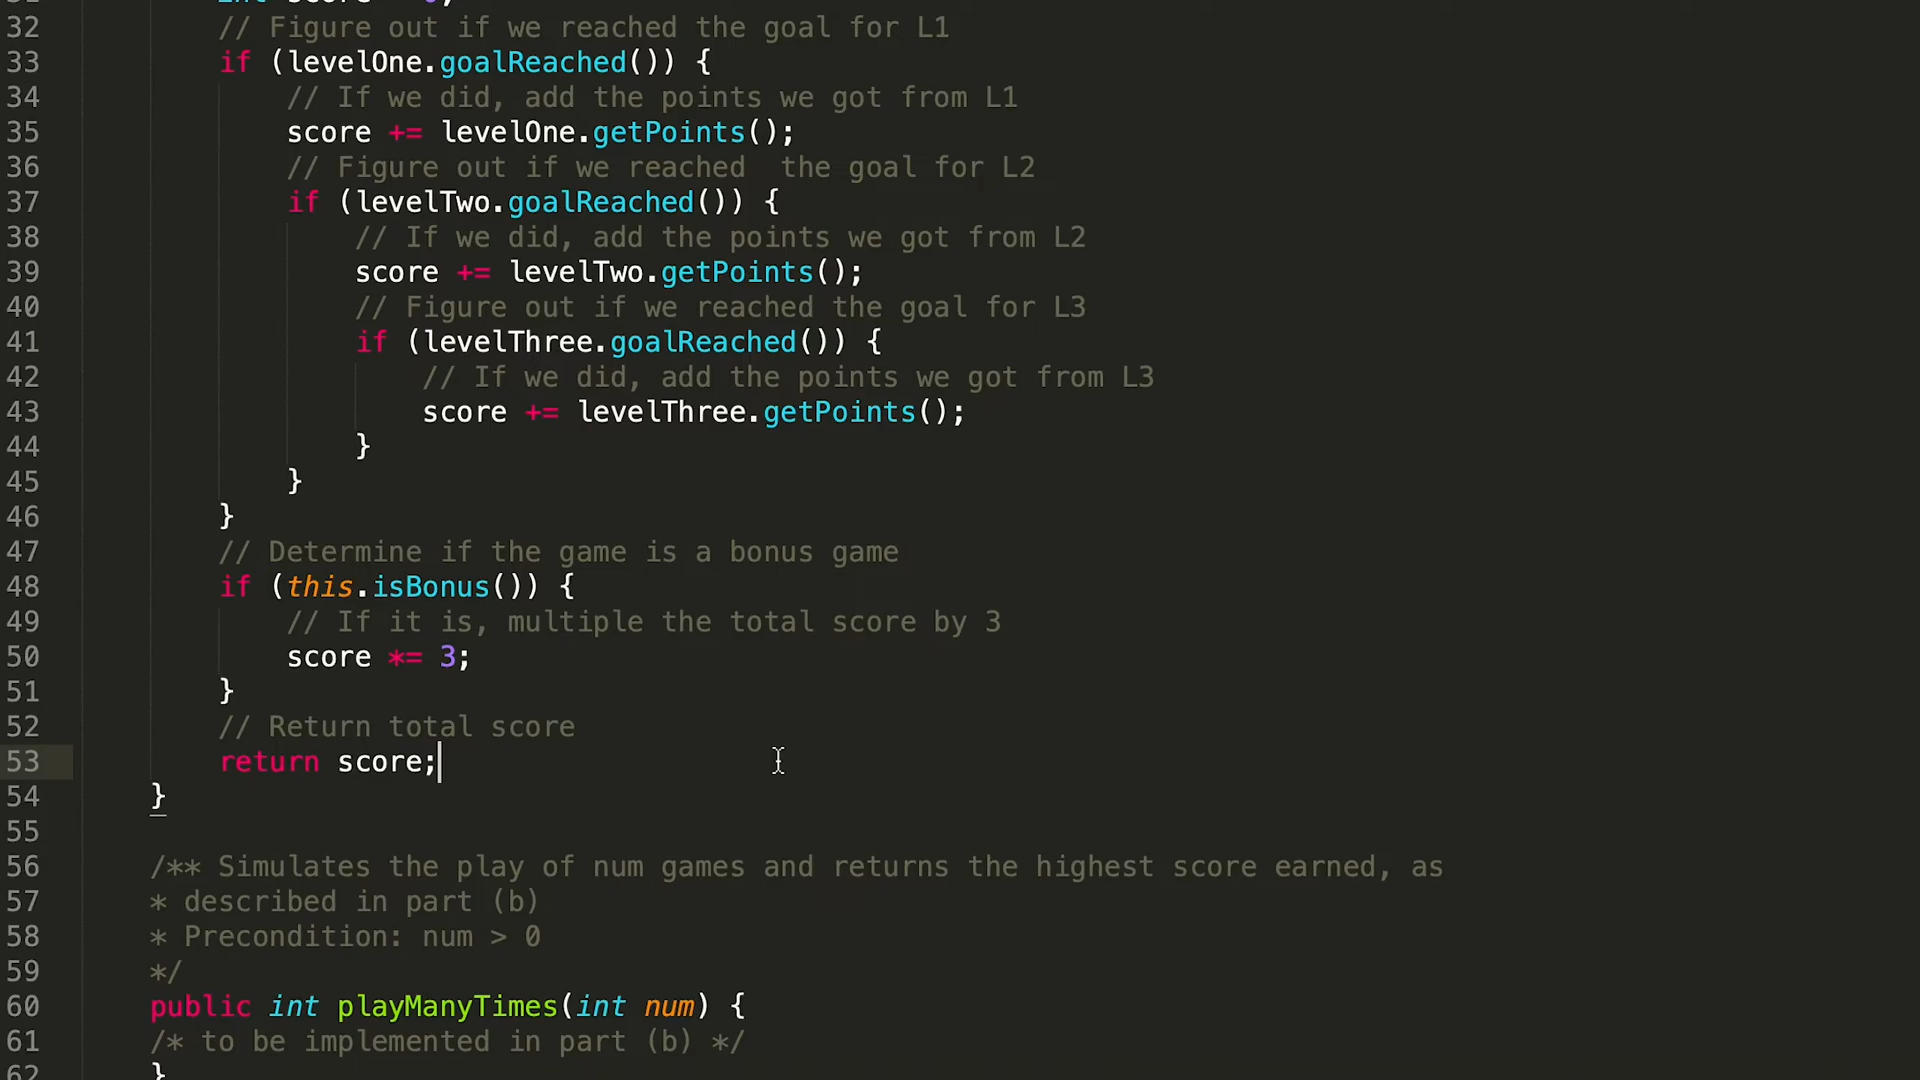 32 // Figure out if we reached the goal for L1
33 if (levelOne.goalReached()) {
34 // If we did, add the points we got from L1
35 score += levelOne.getPoints();
36 // Figure out if we reached  the goal for L2
37 if (levelTwo.goalReached()) {
38 // If we did, add the points we got from L2
39 score += levelTwo.getPoints();
40 // Figure out if we reached the goal for L3
41 if (levelThree.goalReached()) {
42 // If we did, add the points we got from L3
43 score += levelThree.getPoints();
44 }
45 }
46 }
47 // Determine if the game is a bonus game
48 if (this.isBonus()) {
49 // If it is, multiple the total score by 3
50 score *= 3;
51 }
52 // Return total score
53 return score;
54 }
55
56 /** Simulates the play of num games and returns the highest score earned, as
57 * described in part (b)
58 * Precondition: num > 0
59 */
60 public int playManyTimes(int num) {
61 /* to be implemented in part (b) */
62 }